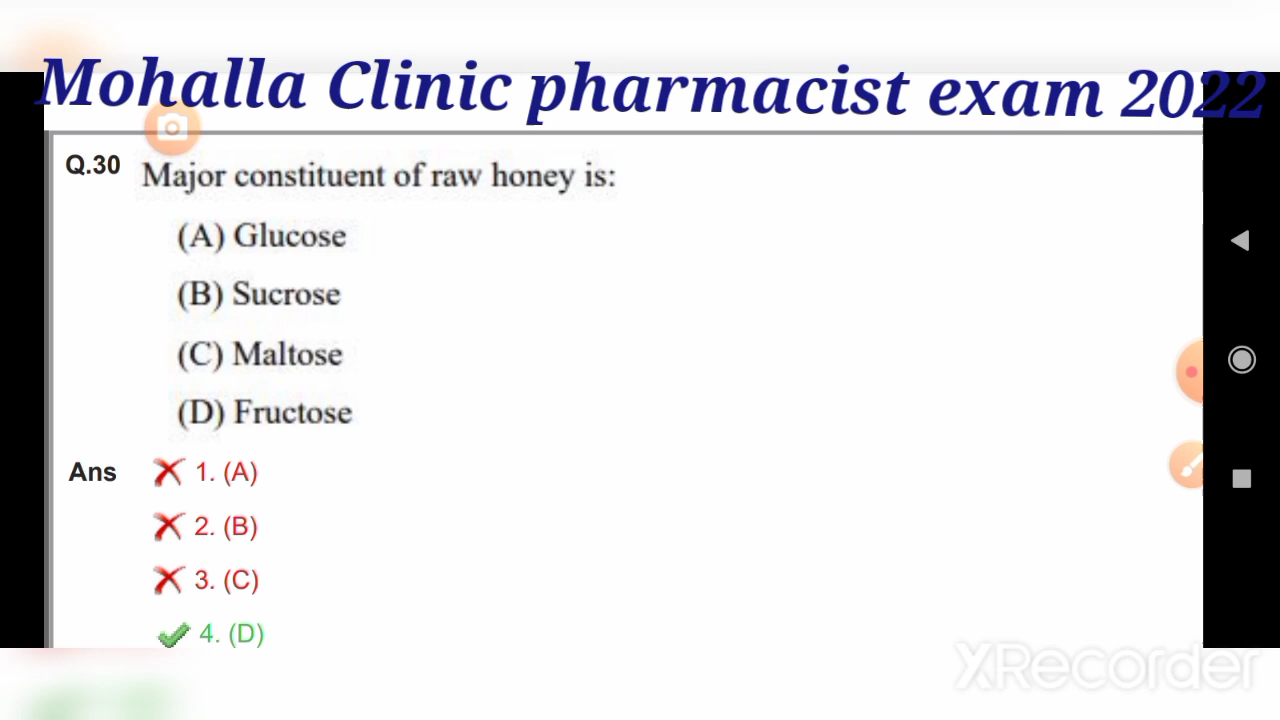 Mohalla Clinic pharmacist exam 2022
Q.30 Major constituent of raw honey is:
(A) Glucose
(B) Sucrose
(C) Maltose
(D) Fructose
Ans 1. (A)
2. (B)
3. (C)
4. (D)
XRecorder